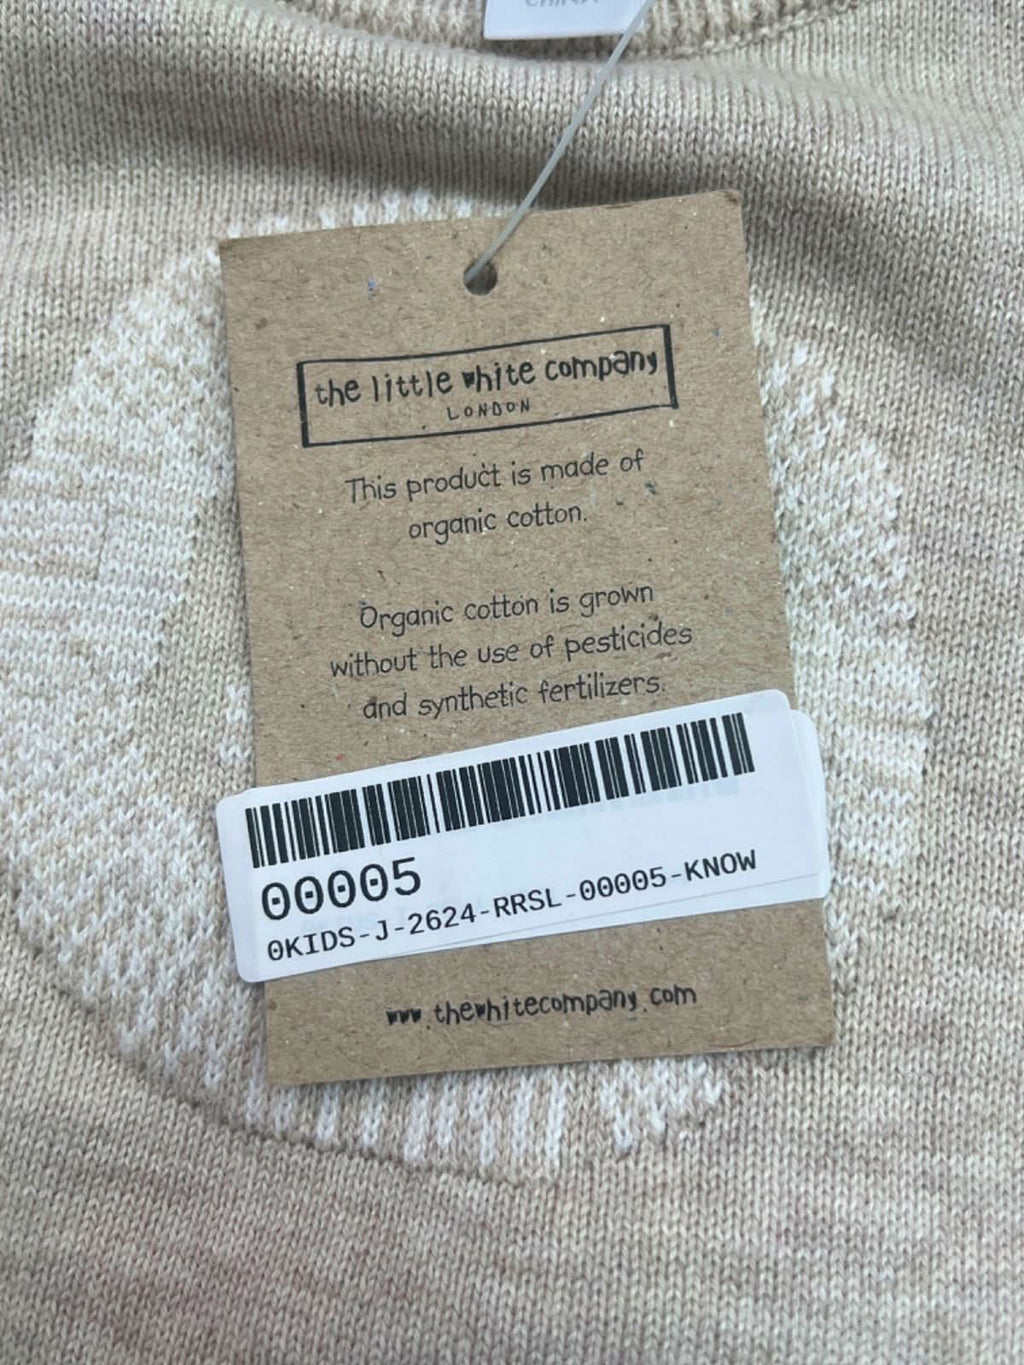 CHINA
the little white company
LONDON
This product is made of
organic cotton.
Organic cotton is grown
without the use of pesticides
and synthetic fertilizers.
00005
0KIDS-J-2624-RRSL-00005-KNOW
www.thewhitecompany.com